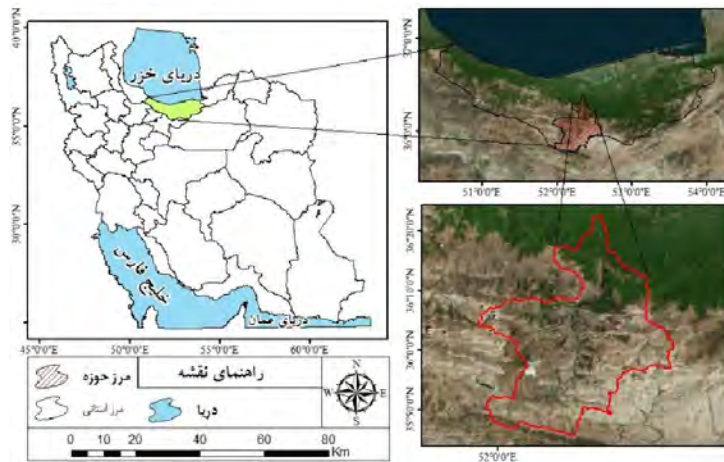 40°0'0"N
35°0'0"N
30°0'0"N
دریای خزر
خلیج فارس
دریای عمان
45°0'0"E 50°0'0"E 55°0'0"E 60°0'0"E
51°0'0"E 52°0'0"E 53°0'0"E 54°0'0"E
52°0'0"E
راهنمای نقشه
مرز حوزه
مرز استانی
دریا
N
W E
S
0 10 20 40 60 80
Km